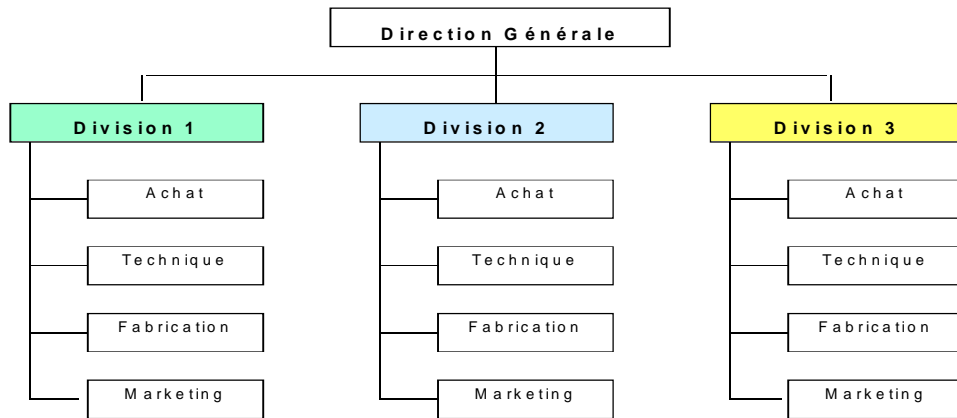 Direction Générale
Division 1
Division 2
Division 3
Achat
Achat
Achat
Technique
Technique
Technique
Fabrication
Fabrication
Fabrication
Marketing
Marketing
Marketing